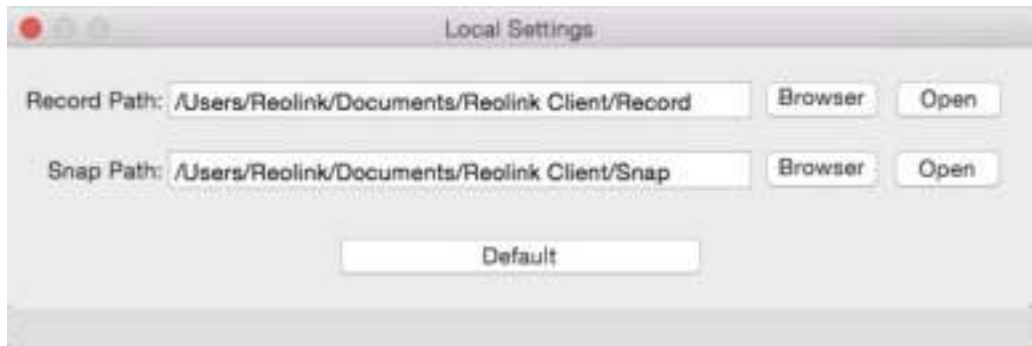 Local Settings
Record Path: /Users/Reolink/Documents/Reolink Client/Record Browser Open
Snap Path: /Users/Reolink/Documents/Reolink Client/Snap Browser Open
Default